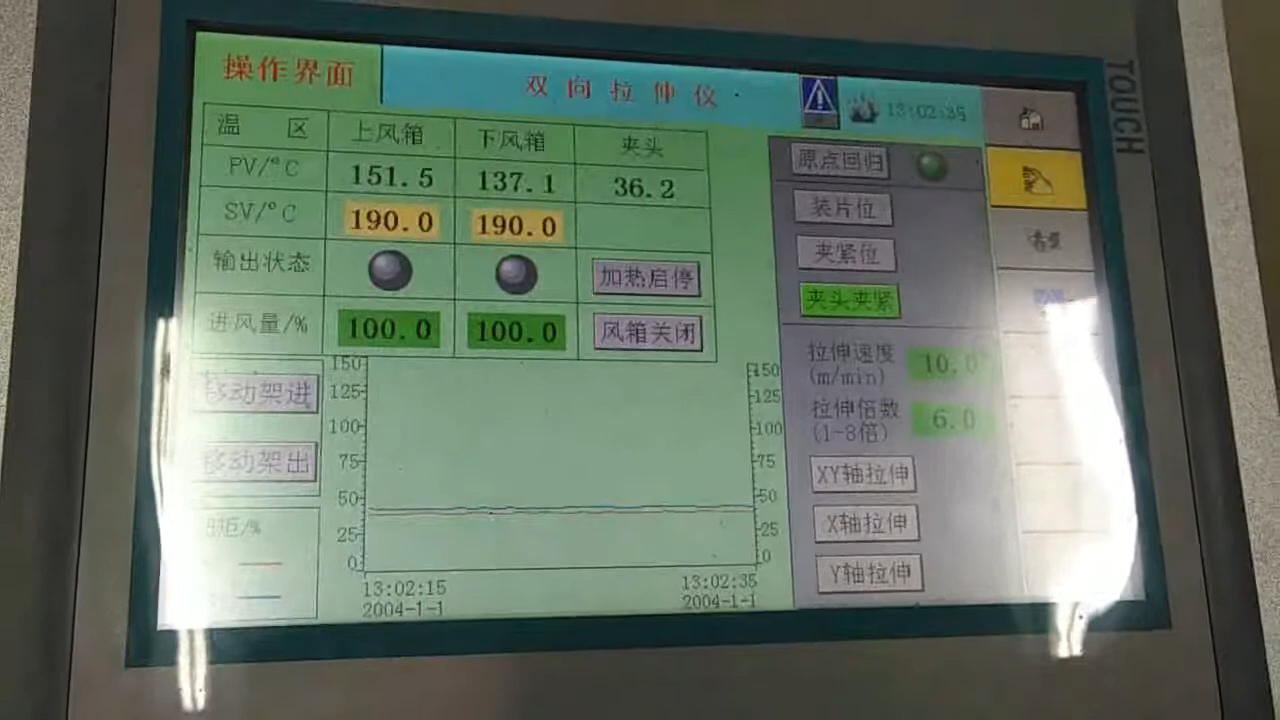 操作界面
双向拉伸仪
13:02:35
TOUCH
温 区 上风箱 下风箱 夹头
PV/°C 151.5 137.1 36.2
SV/°C 190.0 190.0
输出状态 加热启停
进风量/% 100.0 100.0 风箱关闭
原点回归
装片位
夹紧位
夹头夹紧
拉伸速度
(m/min)
10.0
拉伸倍数
(1-8倍)
6.0
XY轴拉伸
X轴拉伸
Y轴拉伸
移动架进
移动架出
150
125
100
75
50
25
0
150
125
100
75
50
25
0
13:02:15
2004-1-1
13:02:35
2004-1-1